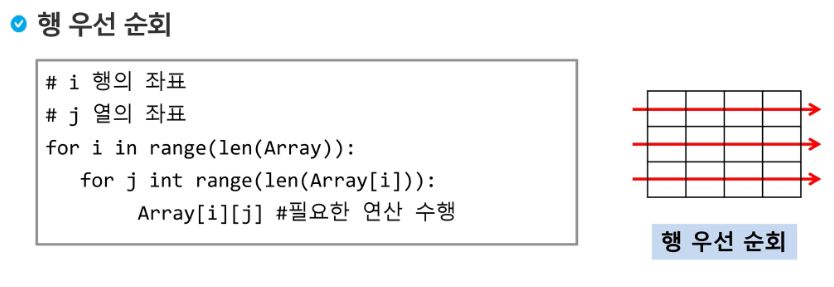 행 우선 순회
# i 행의 좌표
# j 열의 좌표
for i in range(len(Array)):
for j int range(len(Array[i])):
Array[i][j] #필요한 연산 수행
행 우선 순회